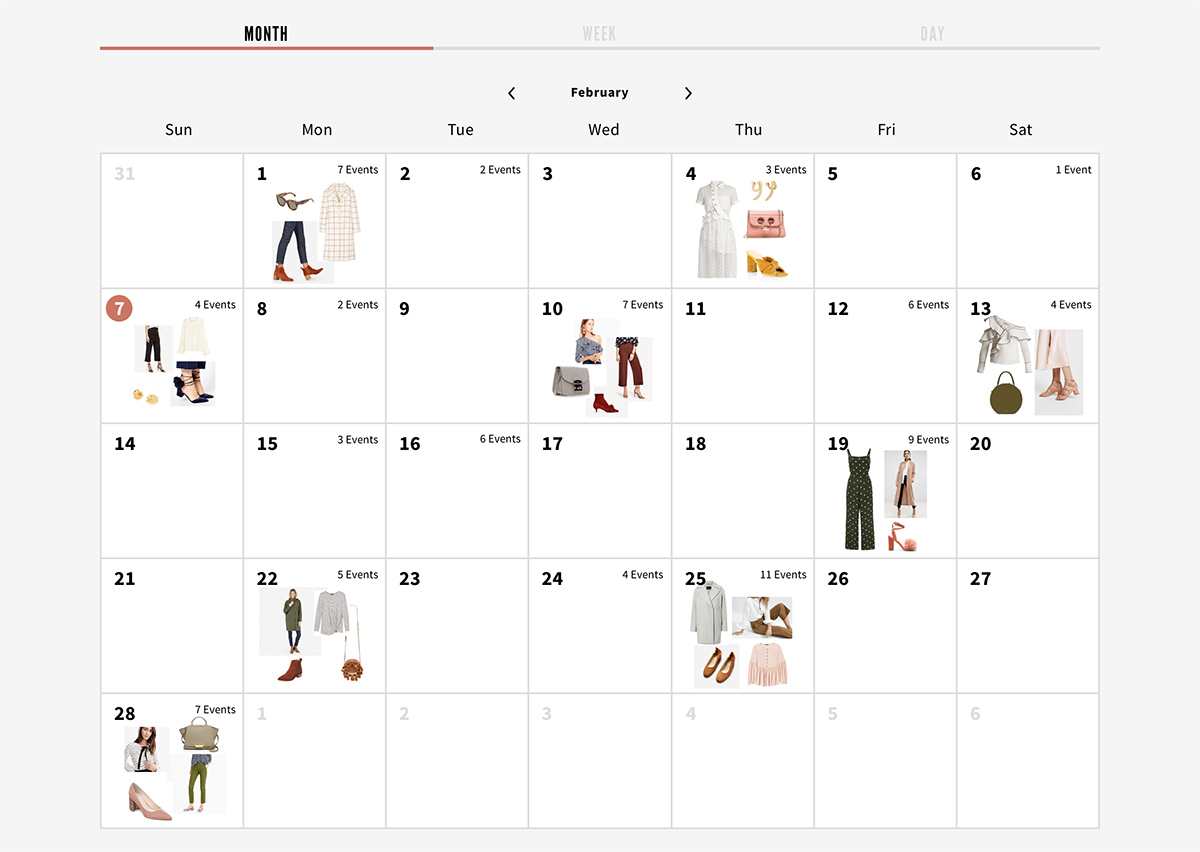 MONTH WEEK DAY
February
Sun Mon Tue Wed Thu Fri Sat
31 1 7 Events 2 2 Events 3 4 3 Events 5 6 1 Event
7 4 Events 8 2 Events 9 10 7 Events 11 12 6 Events 13 4 Events
14 15 3 Events 16 6 Events 17 18 19 9 Events 20
21 22 5 Events 23 24 4 Events 25 11 Events 26 27
28 7 Events 1 2 3 4 5 6